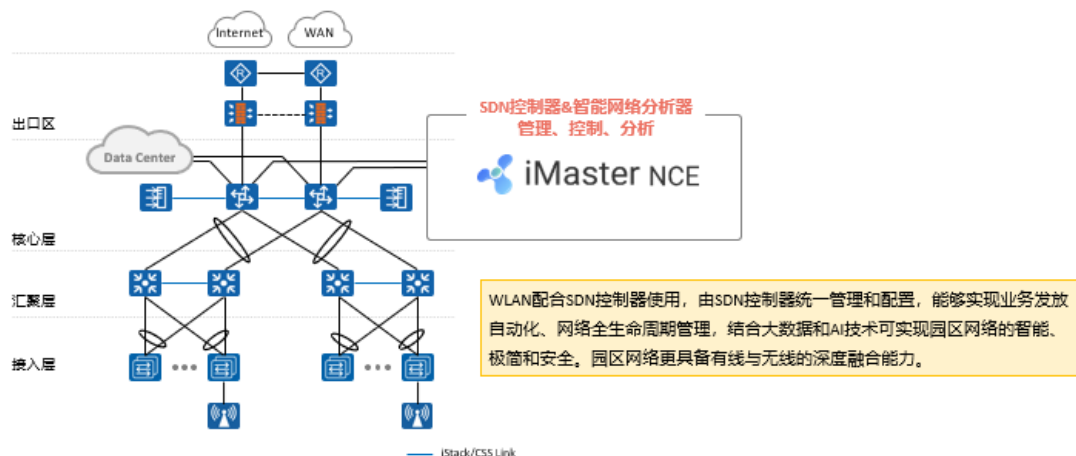 Internet
WAN
出口区
SDN控制器&智能网络分析器
管理、控制、分析
Data Center
iMaster NCE
核心层
汇聚层
WLAN配合SDN控制器使用，由SDN控制器统一管理和配置，能够实现业务发放
自动化、网络全生命周期管理，结合大数据和AI技术可实现园区网络的智能、
极简和安全。园区网络更具备有线与无线的深度融合能力。
接入层
iStack/CSS Link
R
R